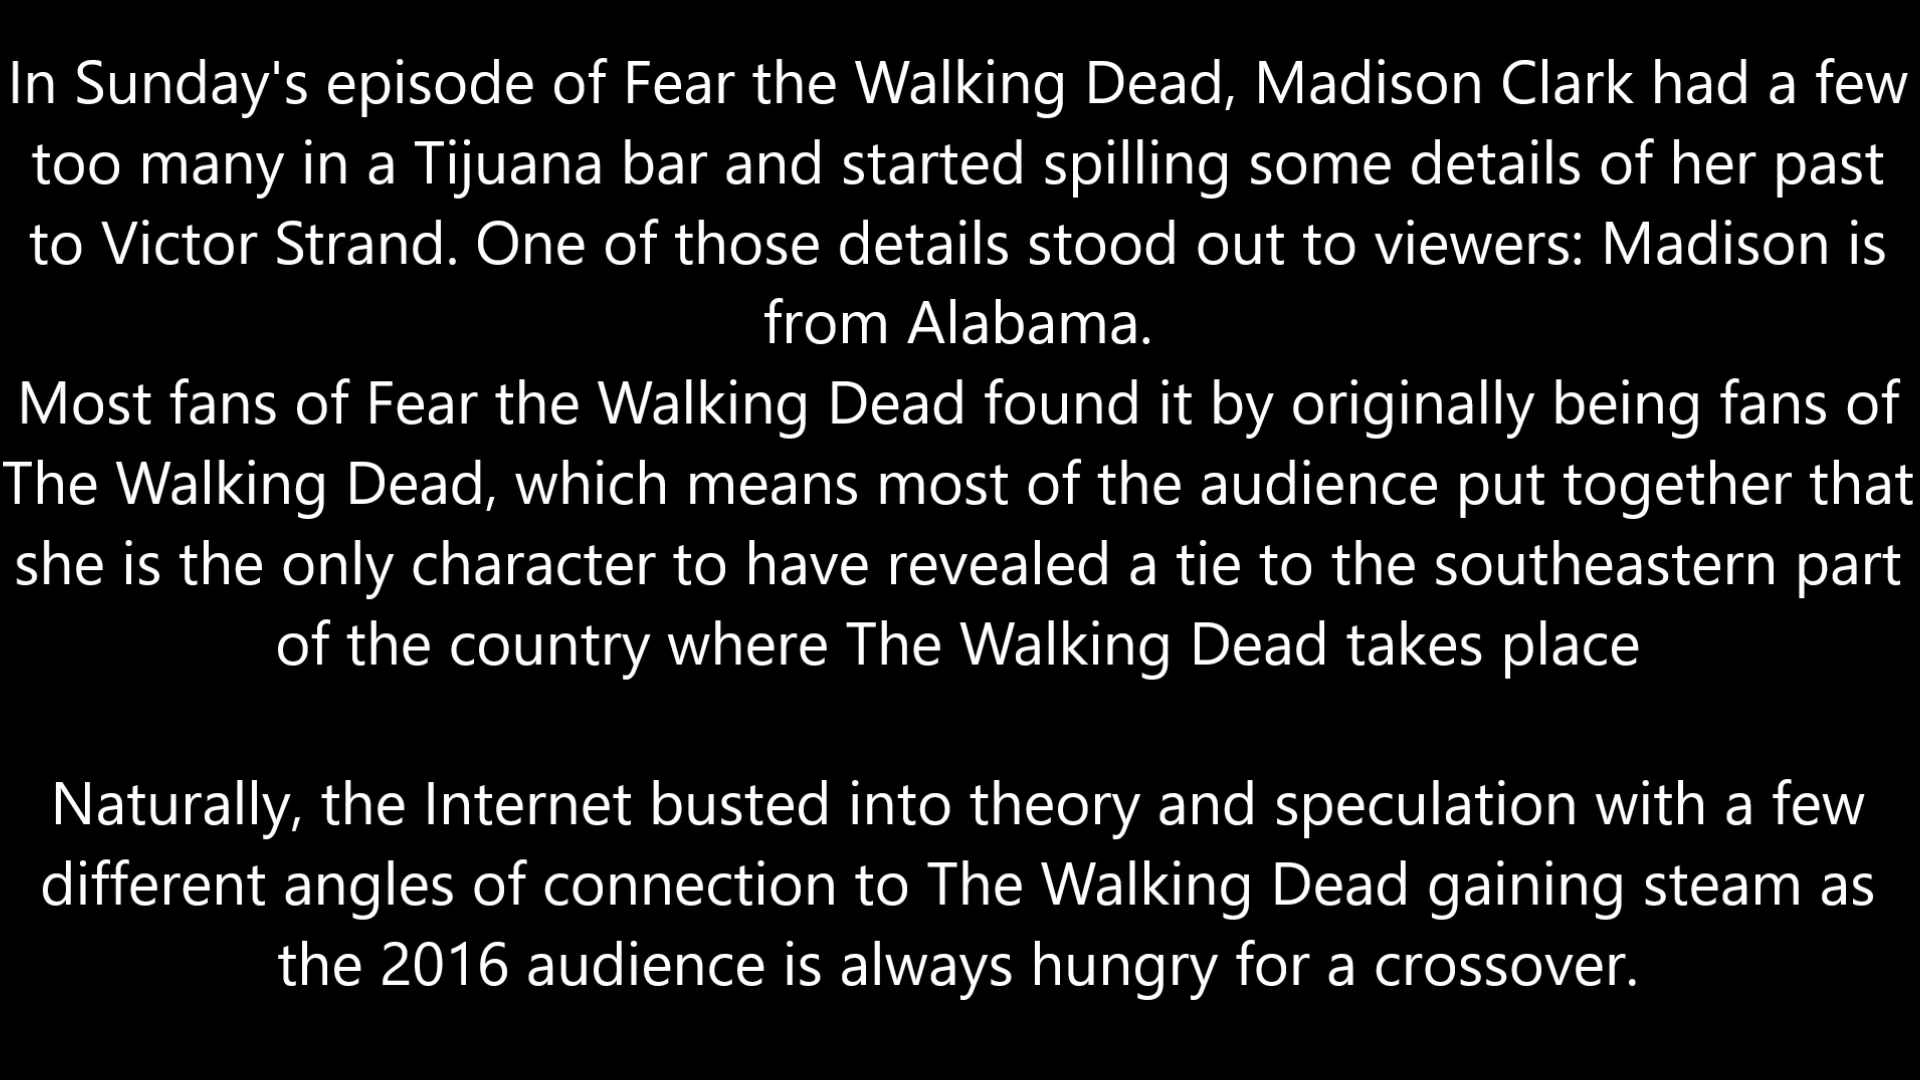 In Sunday's episode of Fear the Walking Dead, Madison Clark had a few
too many in a Tijuana bar and started spilling some details of her past
to Victor Strand. One of those details stood out to viewers: Madison is
from Alabama.
Most fans of Fear the Walking Dead found it by originally being fans of
The Walking Dead, which means most of the audience put together that
she is the only character to have revealed a tie to the southeastern part
of the country where The Walking Dead takes place
Naturally, the Internet busted into theory and speculation with a few
different angles of connection to The Walking Dead gaining steam as
the 2016 audience is always hungry for a crossover.